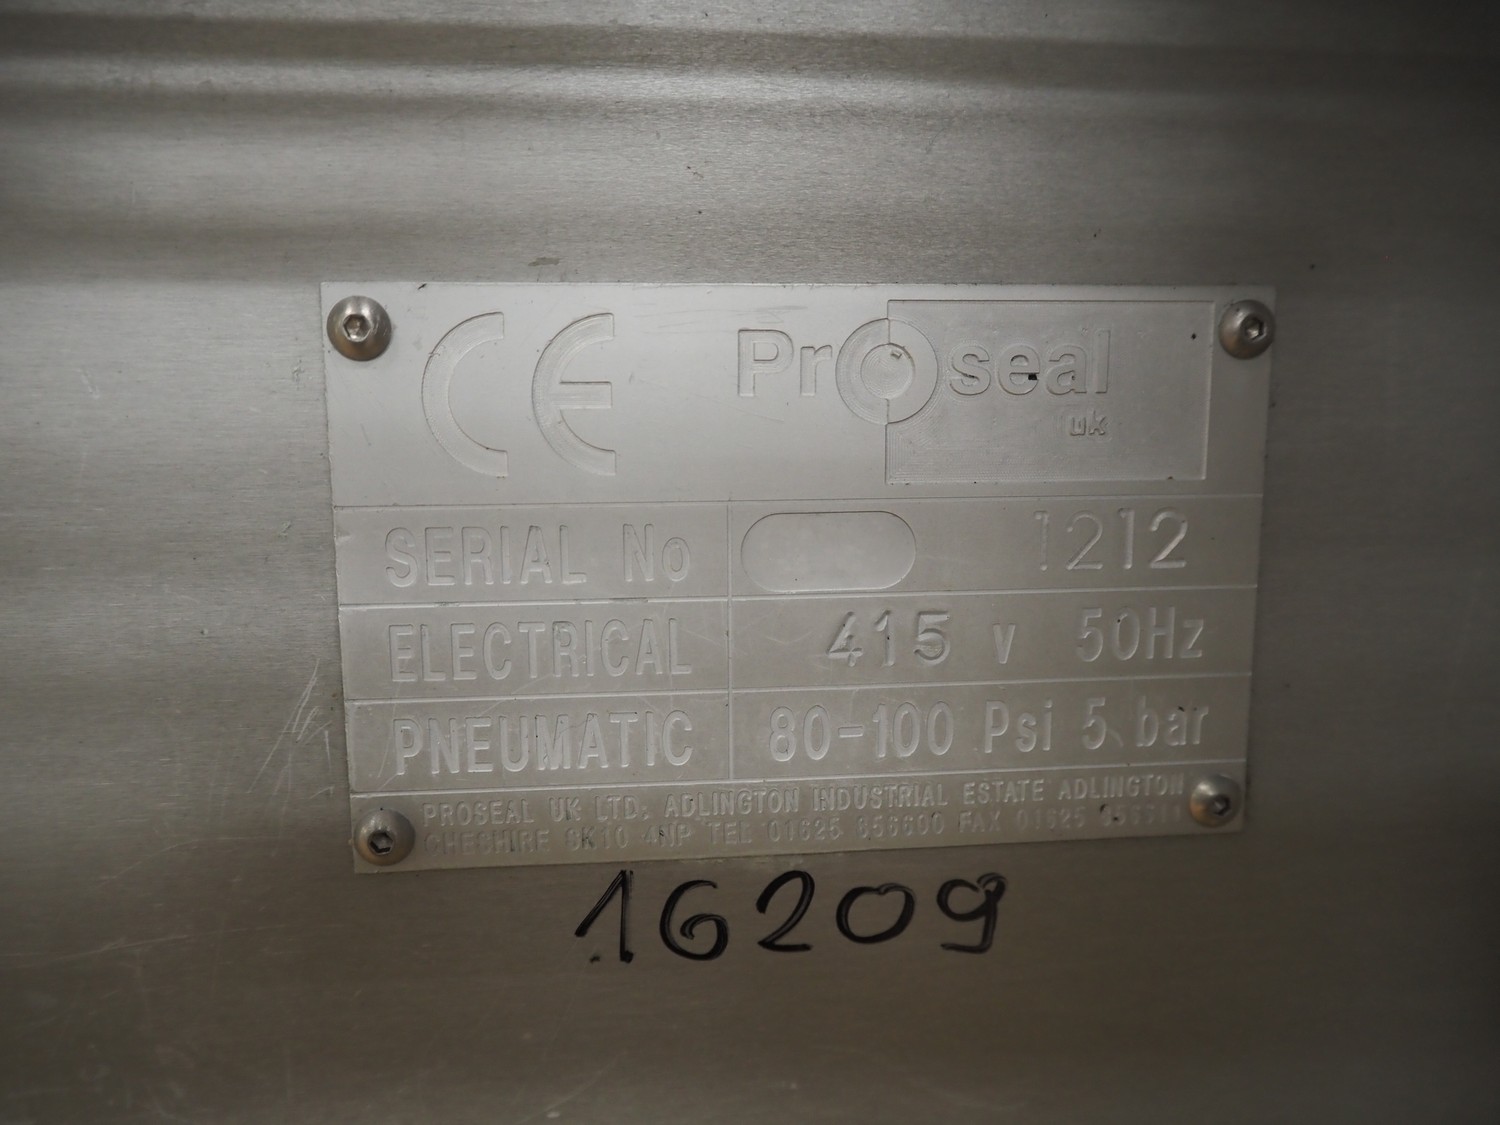 CE Proseal
uk
SERIAL No 1212
ELECTRICAL 415 v 50Hz
PNEUMATIC 80-100 Psi 5 bar
PROSEAL UK LTD: ADLINGTON INDUSTRIAL ESTATE ADLINGTON
CHESHIRE SK10 4NP TEL 01625 856600 FAX 01625
16209